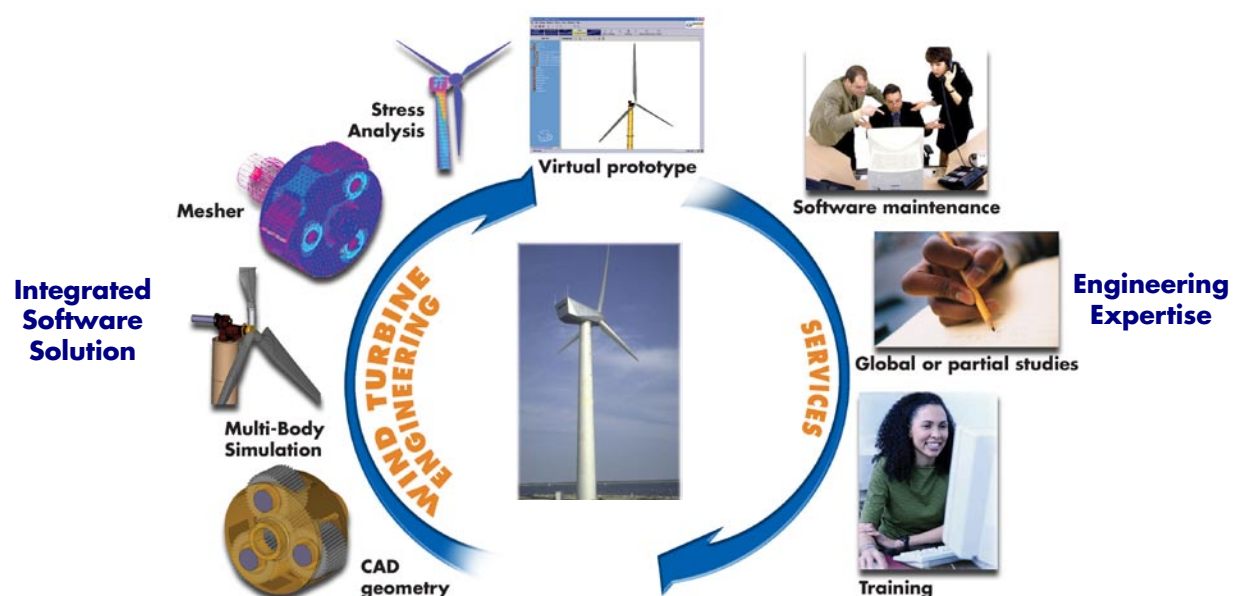 Stress
Analysis
Virtual prototype
Mesher
Software maintenance
Integrated
Software
Solution
Engineering
Expertise
WIND TURBINE
ENGINEERING
SERVICES
Global or partial studies
Multi-Body
Simulation
CAD
geometry
Training